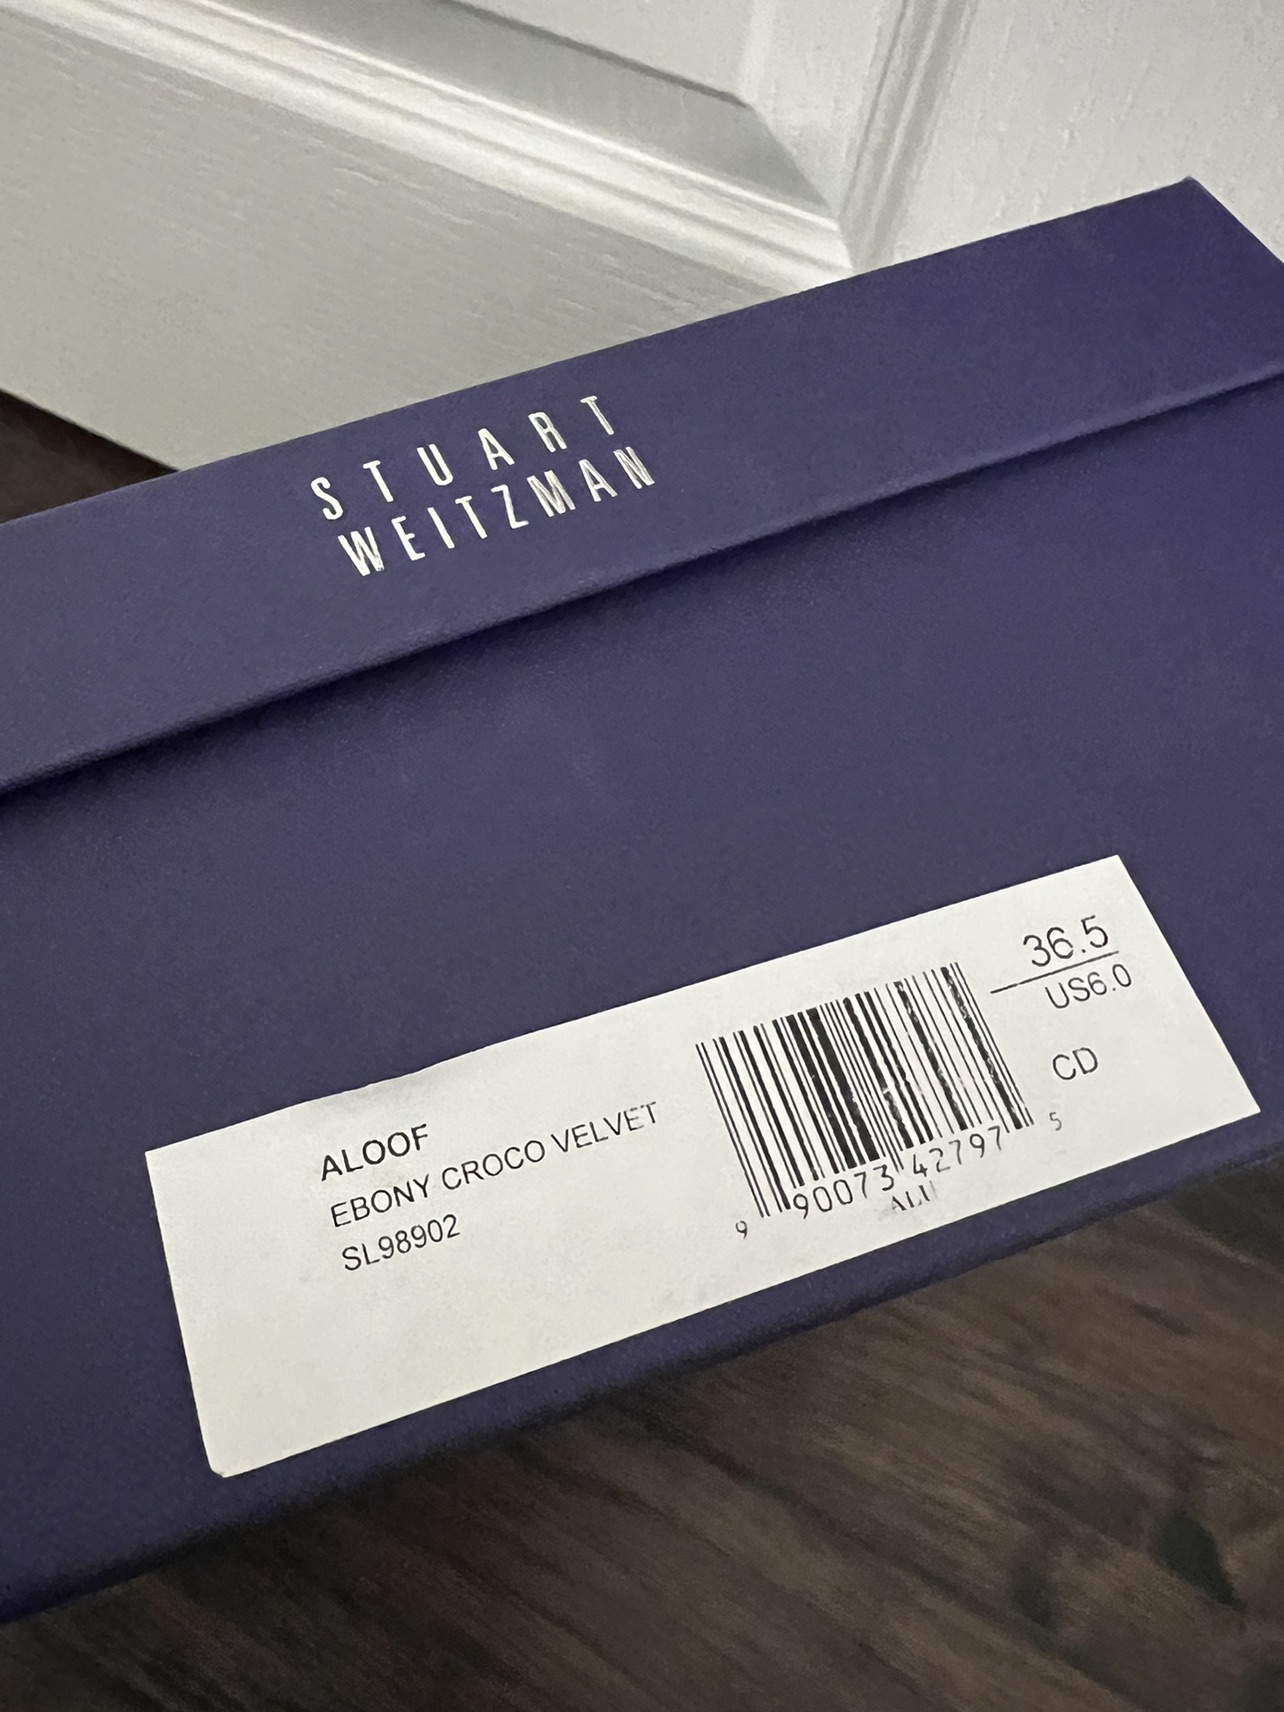 STUART
WEITZMAN
36.5
US6.0
CD
ALOOF
EBONY CROCO VELVET
SL98902
9 90073 42797 5